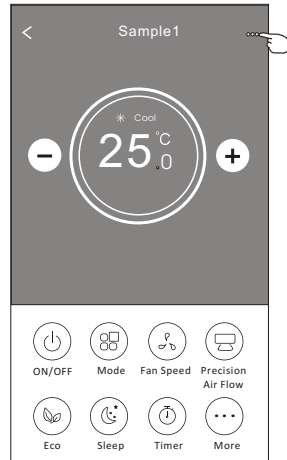 Sample1
Cool
25.0°C
ON/OFF Mode Fan Speed Precision Air Flow
Eco Sleep Timer More